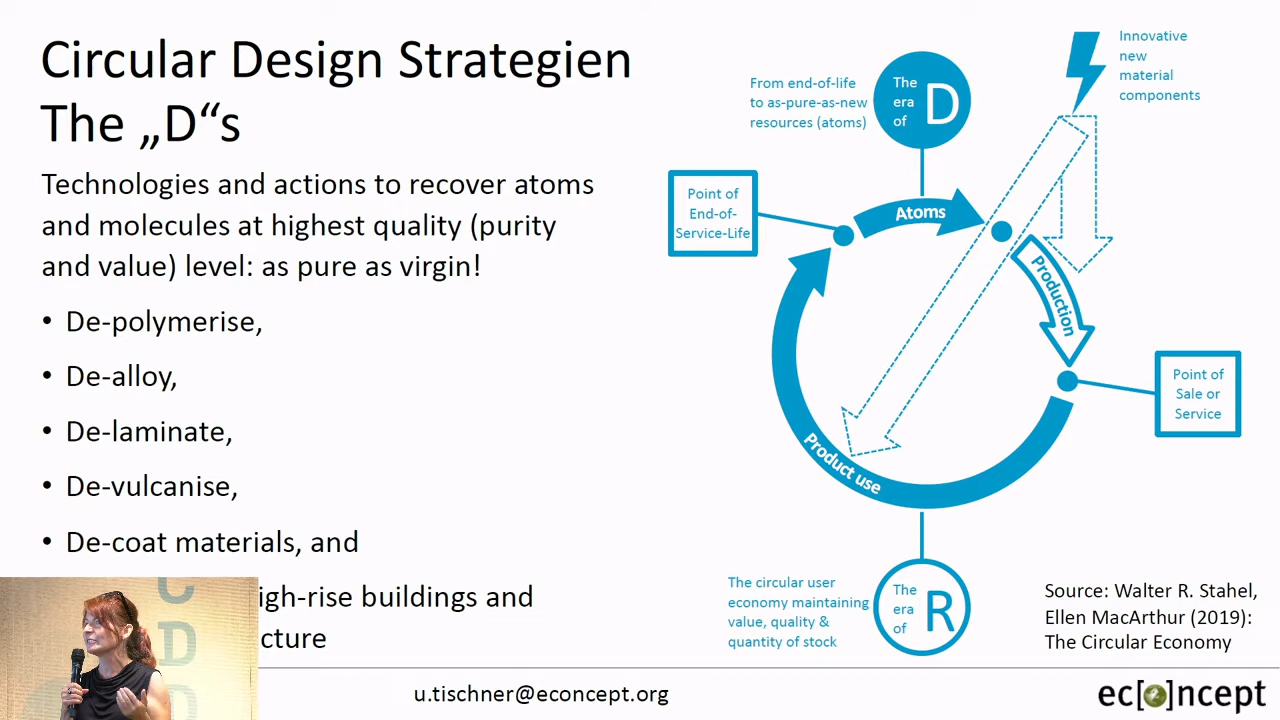 Circular Design Strategien
The „D“s
Technologies and actions to recover atoms
and molecules at highest quality (purity
and value) level: as pure as virgin!
• De-polymerise,
• De-alloy,
• De-laminate,
• De-vulcanise,
• De-coat materials, and
buildings and
From end-of-life
to as-pure-as-new
resources (atoms)
The
era
of
D
Innovative
new
material
components
Point of
End-of-
Service-Life
Atoms
Production
Point of
Sale or
Service
Product use
The circular user
economy maintaining
value, quality &
quantity of stock
The
era
of
R
Source: Walter R. Stahel,
Ellen MacArthur (2019):
The Circular Economy
C
D
u.tischner@econcept.org
ec[o]ncept